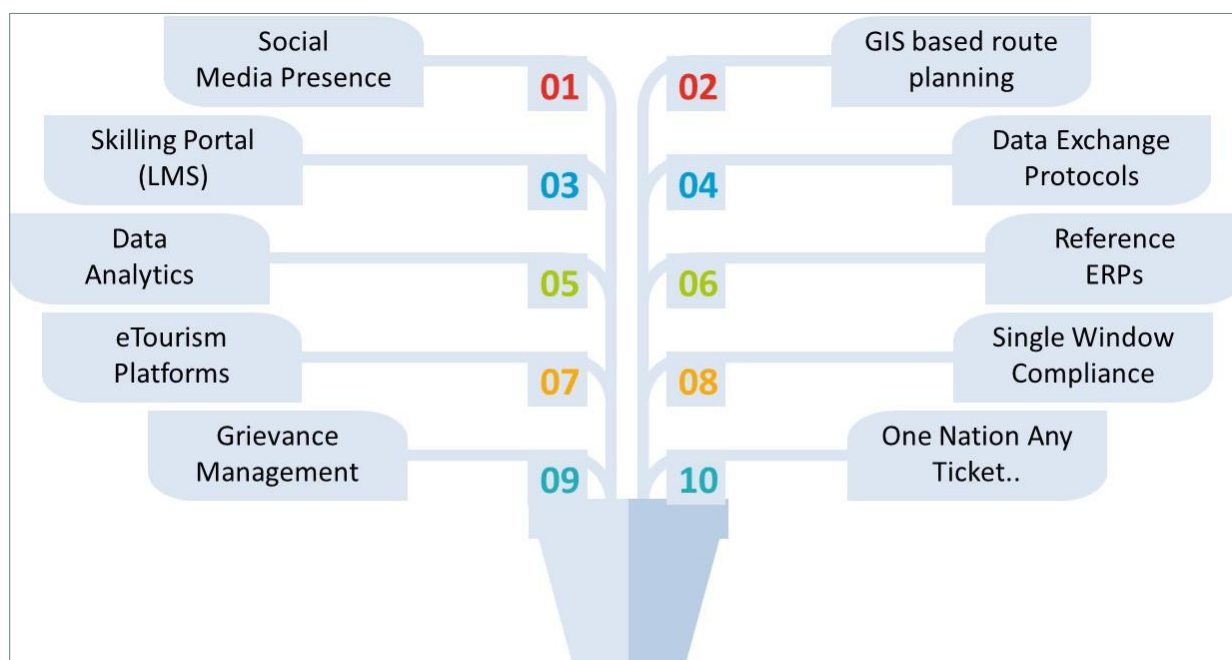 Social
Media Presence
01
02
GIS based route
planning
Skilling Portal
(LMS)
03
04
Data Exchange
Protocols
Data
Analytics
05
06
Reference
ERPs
eTourism
Platforms
07
08
Single Window
Compliance
Grievance
Management
09
10
One Nation Any
Ticket..